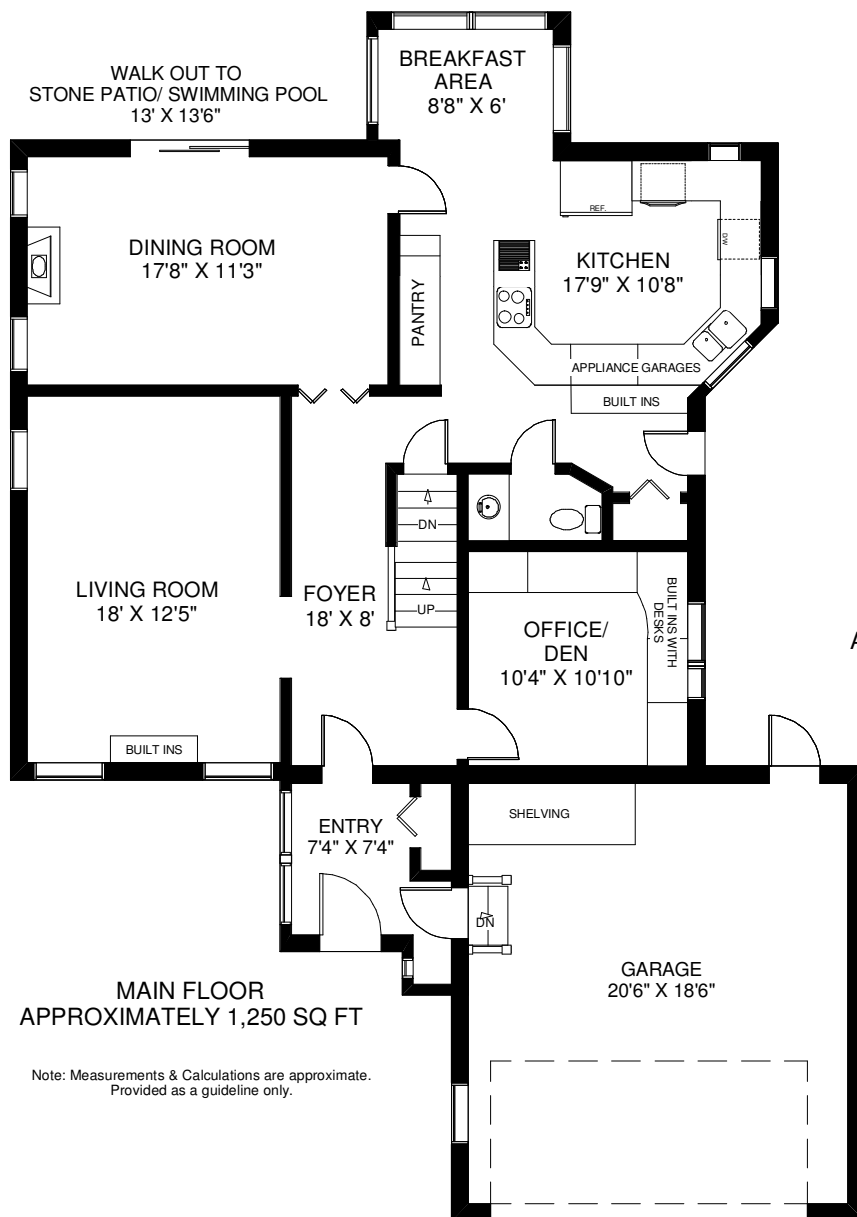 WALK OUT TO
STONE PATIO/ SWIMMING POOL
13' X 13'6"
BREAKFAST
AREA
8'8" X 6'
DINING ROOM
17'8" X 11'3"
REF.
D/W
KITCHEN
17'9" X 10'8"
PANTRY
APPLIANCE GARAGES
BUILT INS
DN
UP
LIVING ROOM
18' X 12'5"
FOYER
18' X 8'
OFFICE/
DEN
10'4" X 10'10"
BUILT INS WITH
DESKS
A
BUILT INS
ENTRY
7'4" X 7'4"
SHELVING
DN
GARAGE
20'6" X 18'6"
MAIN FLOOR
APPROXIMATELY 1,250 SQ FT
Note: Measurements & Calculations are approximate.
Provided as a guideline only.